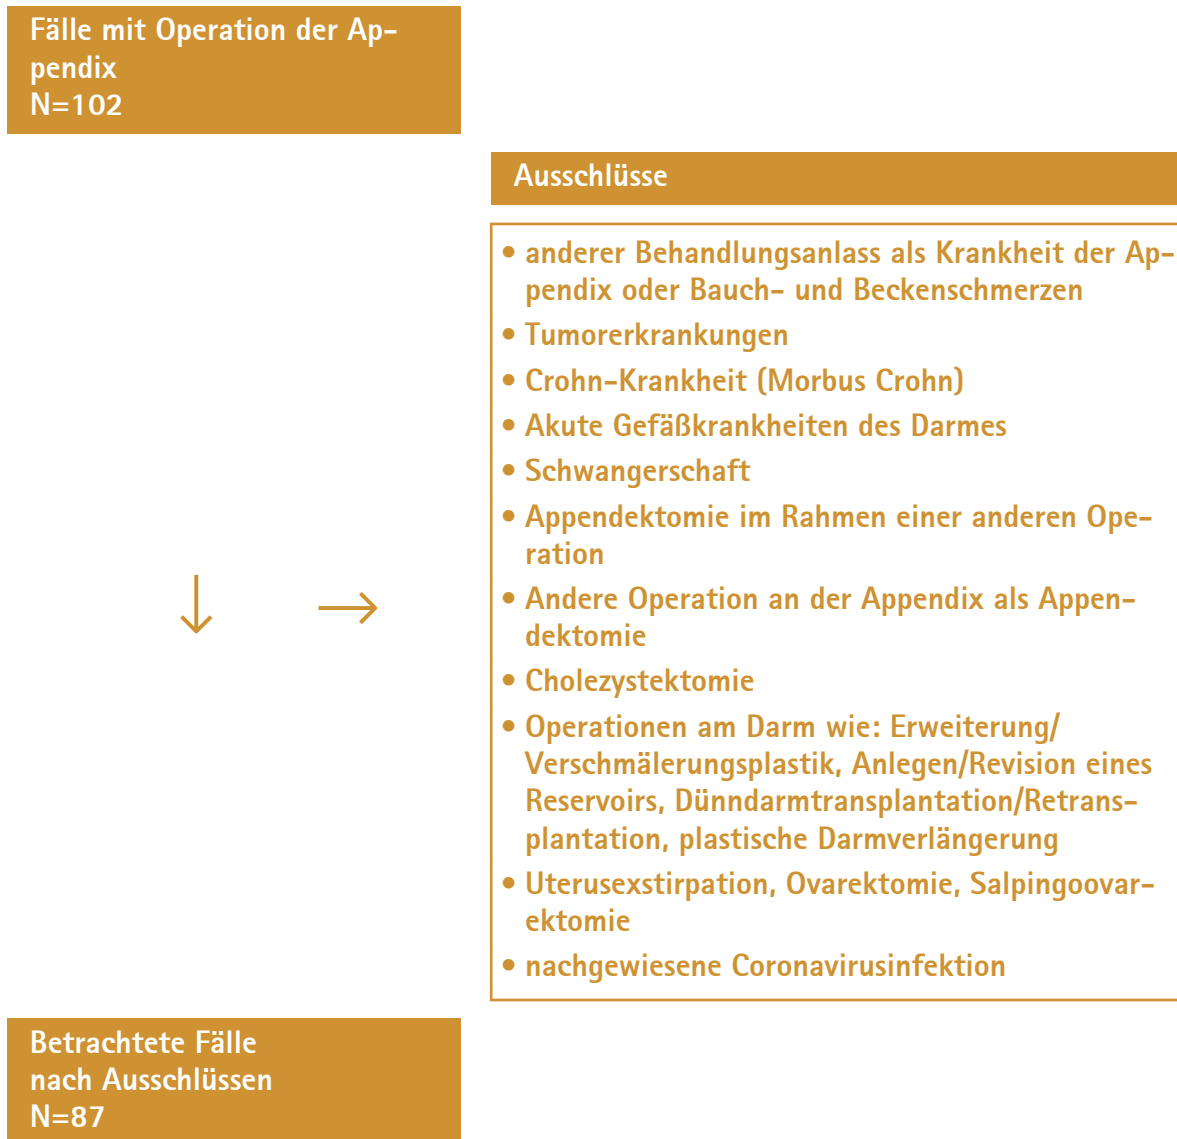 Fälle mit Operation der Ap-
pendix
N=102
Ausschlüsse
• anderer Behandlungsanlass als Krankheit der Ap-
pendix oder Bauch- und Beckenschmerzen
• Tumorerkrankungen
• Crohn-Krankheit (Morbus Crohn)
• Akute Gefäßkrankheiten des Darmes
• Schwangerschaft
• Appendektomie im Rahmen einer anderen Ope-
ration
• Andere Operation an der Appendix als Appen-
dektomie
• Cholezystektomie
• Operationen am Darm wie: Erweiterung/
Verschmälerungsplastik, Anlegen/Revision eines
Reservoirs, Dünndarmtransplantation/Retrans-
plantation, plastische Darmverlängerung
• Uterusexstirpation, Ovarektomie, Salpingoovar-
ektomie
• nachgewiesene Coronavirusinfektion
Betrachtete Fälle
nach Ausschlüssen
N=87